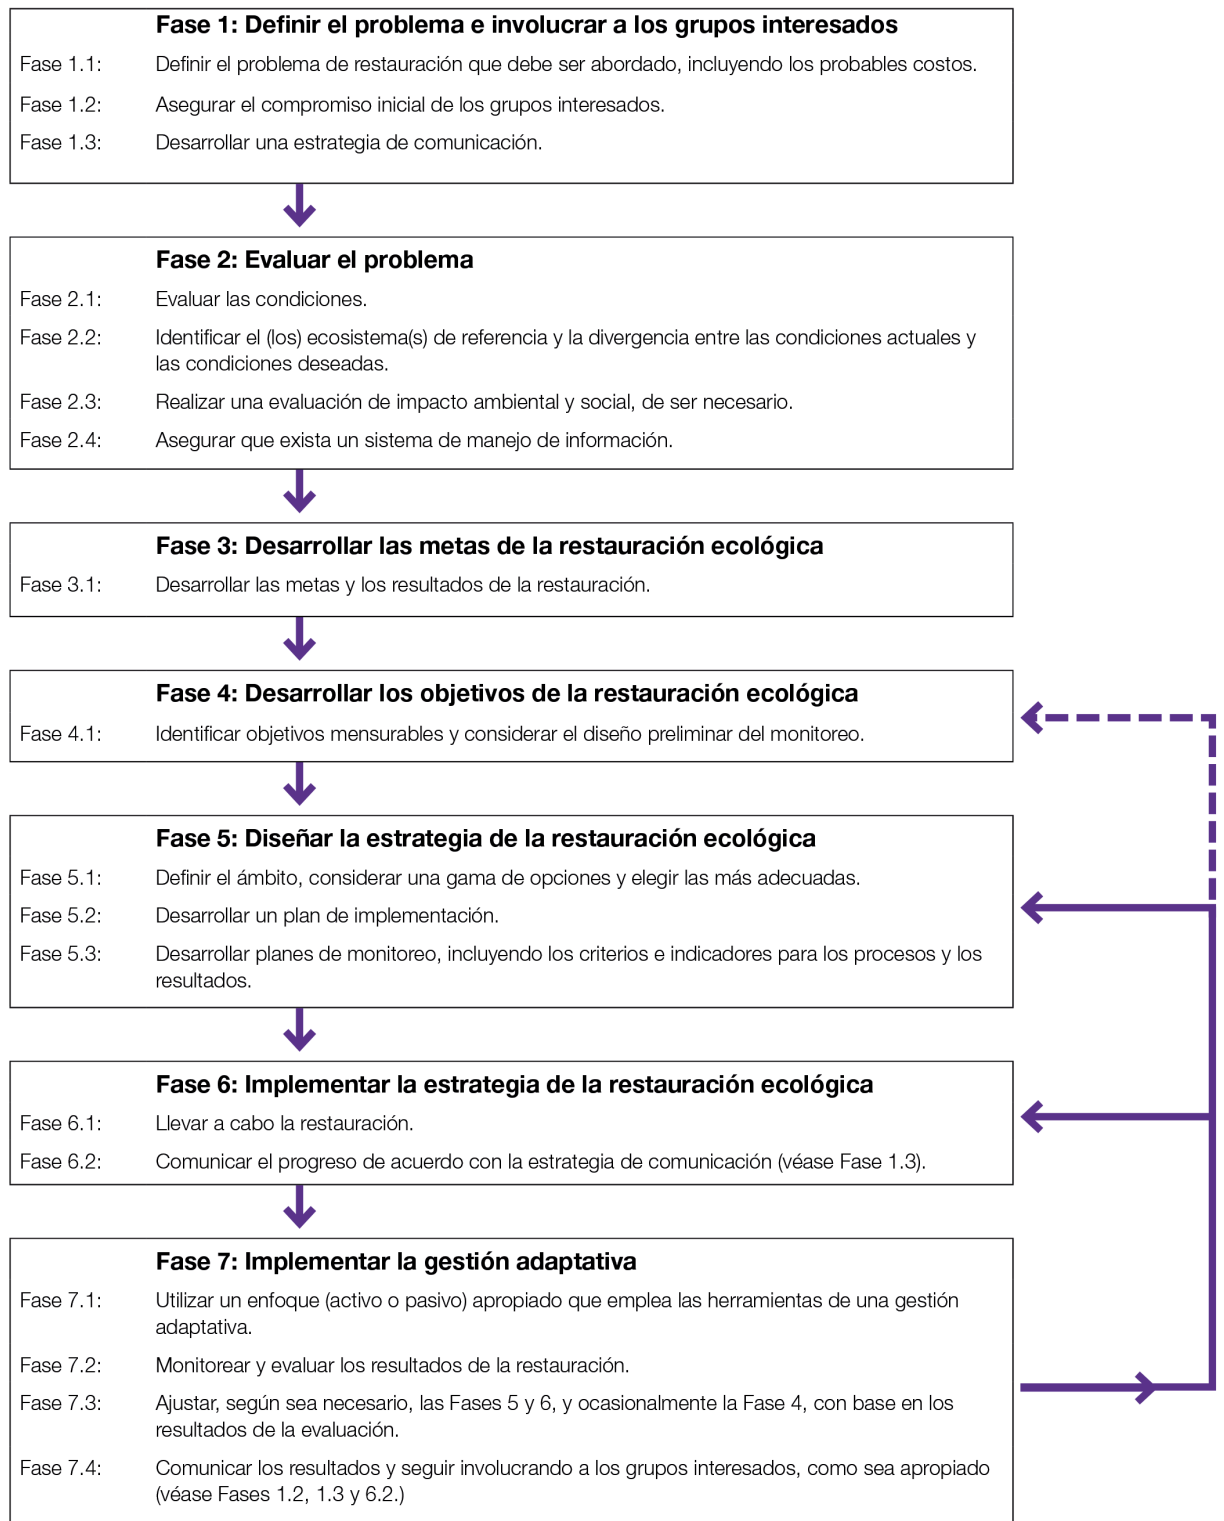 Fase 1: Definir el problema e involucrar a los grupos interesados
Fase 1.1: Definir el problema de restauración que debe ser abordado, incluyendo los probables costos.
Fase 1.2: Asegurar el compromiso inicial de los grupos interesados.
Fase 1.3: Desarrollar una estrategia de comunicación.
Fase 2: Evaluar el problema
Fase 2.1: Evaluar las condiciones.
Fase 2.2: Identificar el (los) ecosistema(s) de referencia y la divergencia entre las condiciones actuales y
las condiciones deseadas.
Fase 2.3: Realizar una evaluación de impacto ambiental y social, de ser necesario.
Fase 2.4: Asegurar que exista un sistema de manejo de información.
Fase 3: Desarrollar las metas de la restauración ecológica
Fase 3.1: Desarrollar las metas y los resultados de la restauración.
Fase 4: Desarrollar los objetivos de la restauración ecológica
Fase 4.1: Identificar objetivos mensurables y considerar el diseño preliminar del monitoreo.
Fase 5: Diseñar la estrategia de la restauración ecológica
Fase 5.1: Definir el ámbito, considerar una gama de opciones y elegir las más adecuadas.
Fase 5.2: Desarrollar un plan de implementación.
Fase 5.3: Desarrollar planes de monitoreo, incluyendo los criterios e indicadores para los procesos y los
resultados.
Fase 6: Implementar la estrategia de la restauración ecológica
Fase 6.1: Llevar a cabo la restauración.
Fase 6.2: Comunicar el progreso de acuerdo con la estrategia de comunicación (véase Fase 1.3).
Fase 7: Implementar la gestión adaptativa
Fase 7.1: Utilizar un enfoque (activo o pasivo) apropiado que emplea las herramientas de una gestión
adaptativa.
Fase 7.2: Monitorear y evaluar los resultados de la restauración.
Fase 7.3: Ajustar, según sea necesario, las Fases 5 y 6, y ocasionalmente la Fase 4, con base en los
resultados de la evaluación.
Fase 7.4: Comunicar los resultados y seguir involucrando a los grupos interesados, como sea apropiado
(véase Fases 1.2, 1.3 y 6.2.)